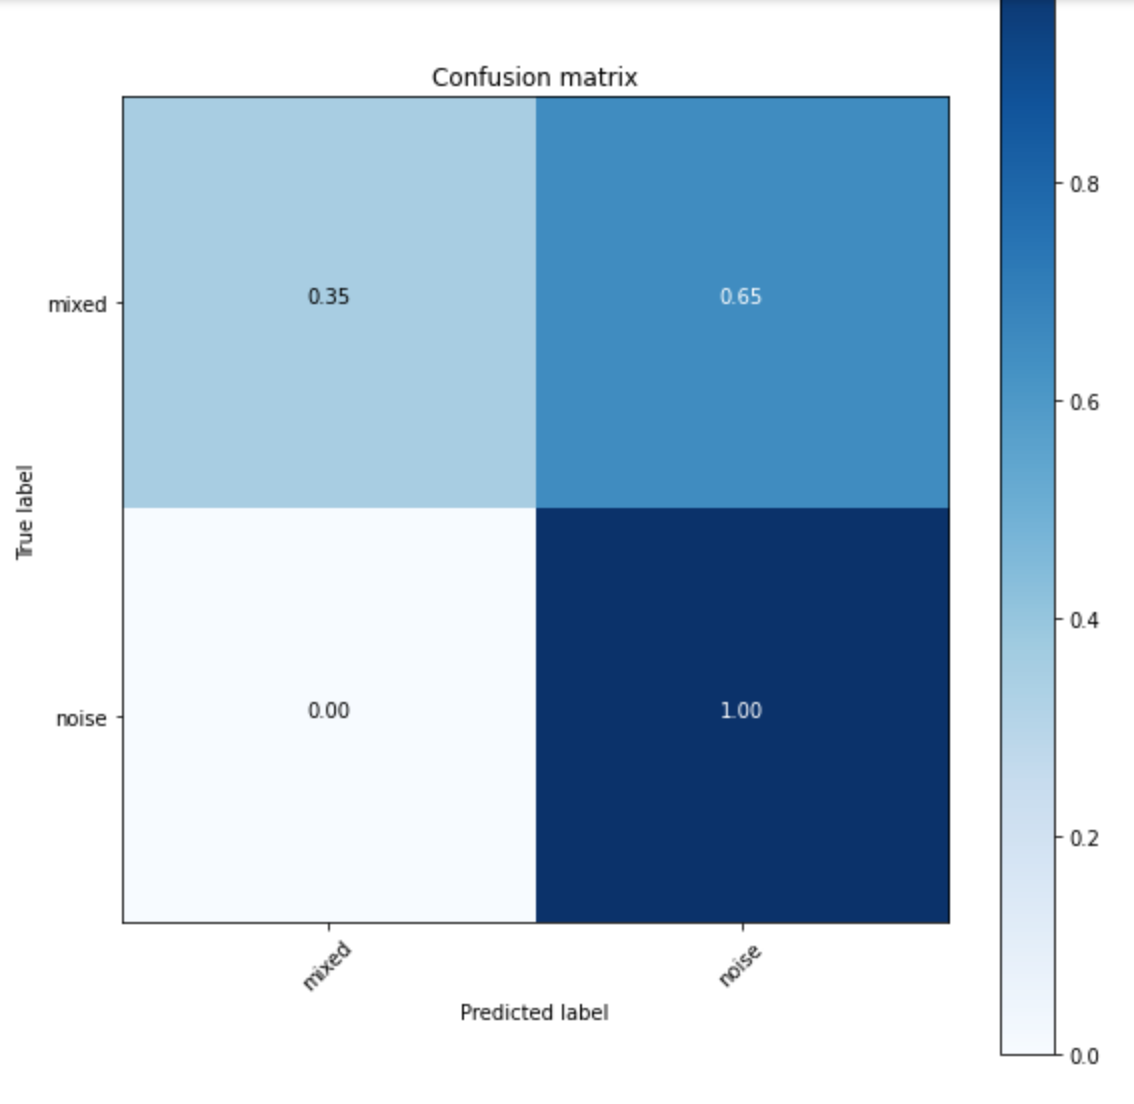 Confusion matrix
0.35
0.65
0.00
1.00
mixed
noise
True label
mixed
noise
Predicted label
0.8
0.6
0.4
0.2
0.0